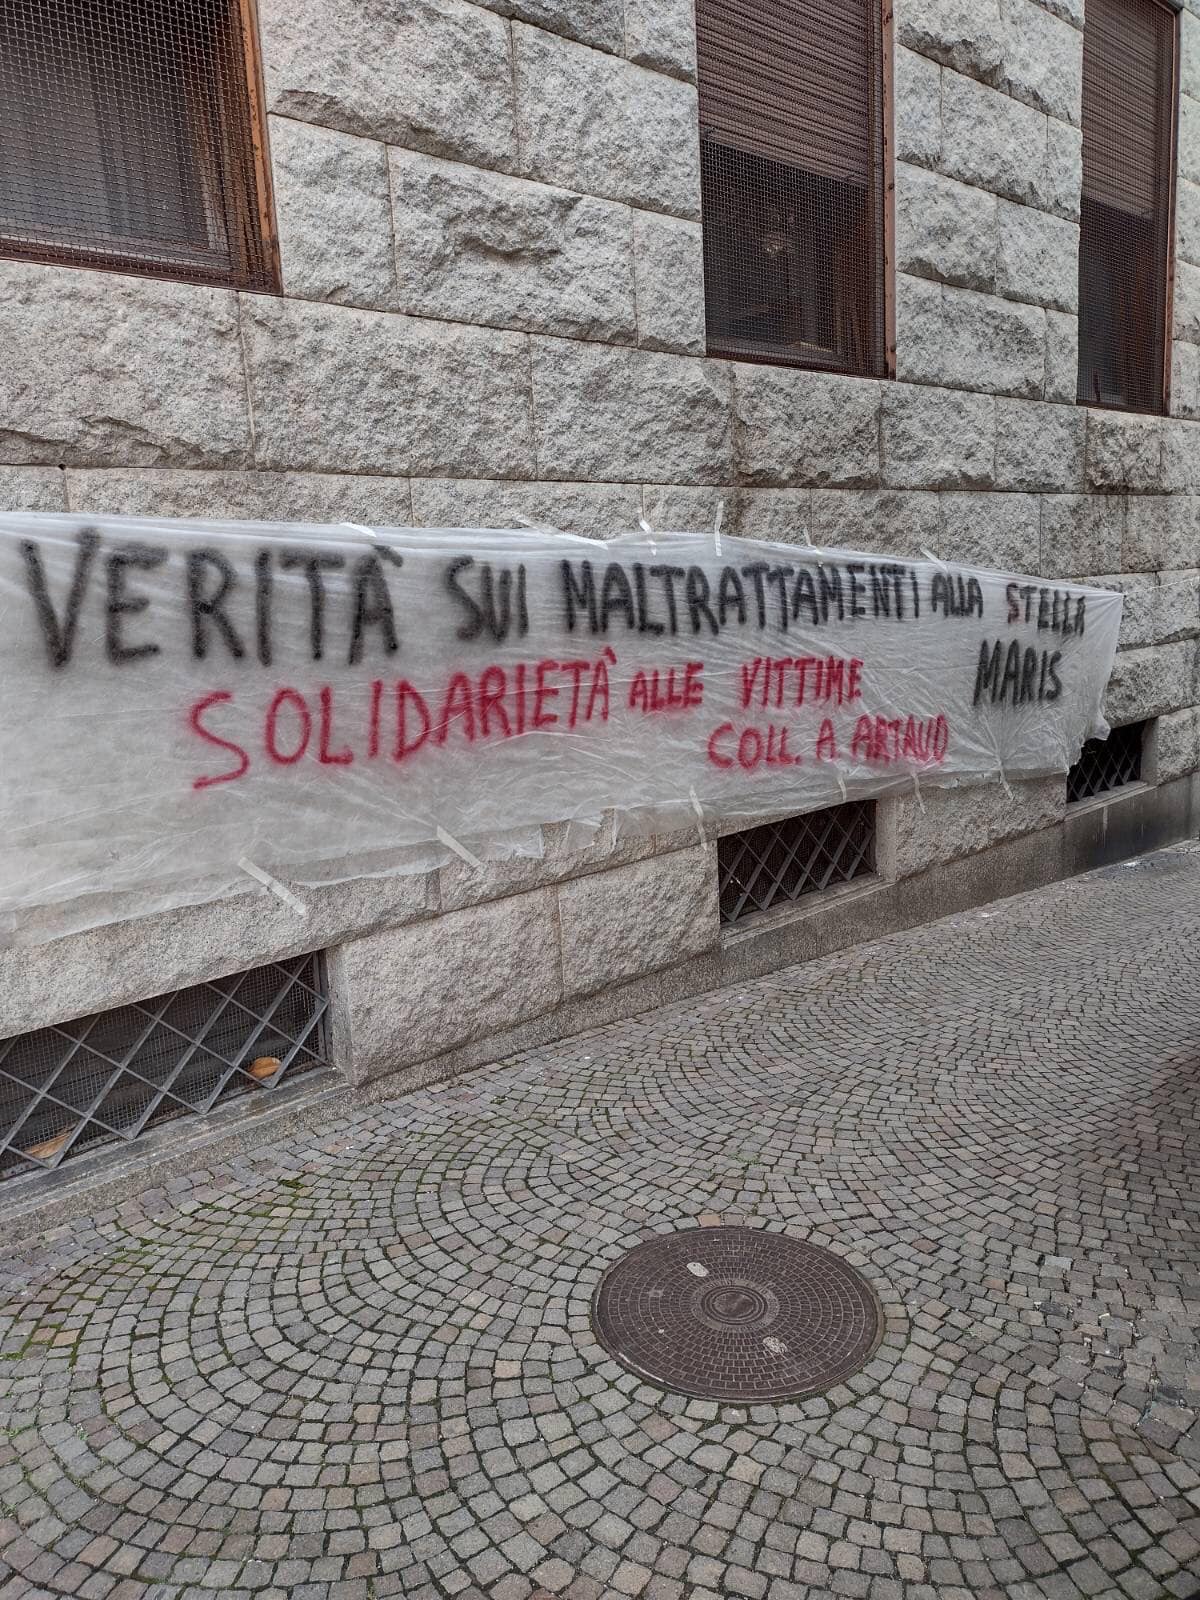 VERITÀ SUI MALTRATTAMENTI ALLA STELLA
MARIS
SOLIDARIETÀ ALLE VITTIME
COLL. A ARTAUD